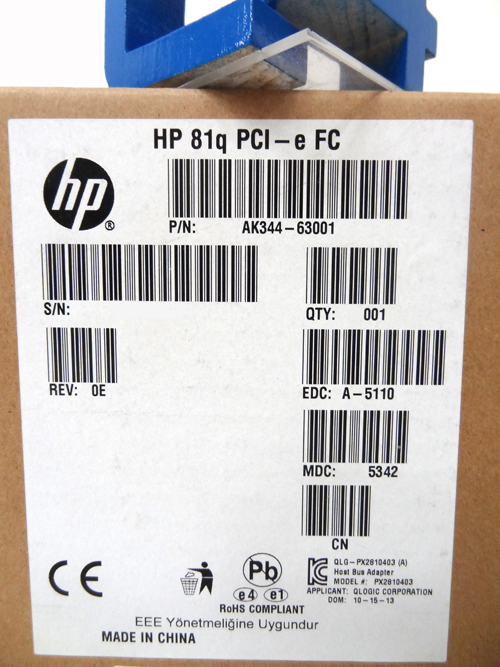 HP 81q PCI-e FC
hp
®
P/N: AK344-63001
S/N:
QTY: 001
REV: 0E
EDC: A-5110
MDC: 5342
CN
CE
Pb
e4 e1
RoHS COMPLIANT
QLG-PX2810403 (A)
Host Bus Adapter
MODEL #: PX2810403
APPLICANT: QLOGIC CORPORATION
DOM: 10-15-13
EEE Yönetmeliğine Uygundur
MADE IN CHINA